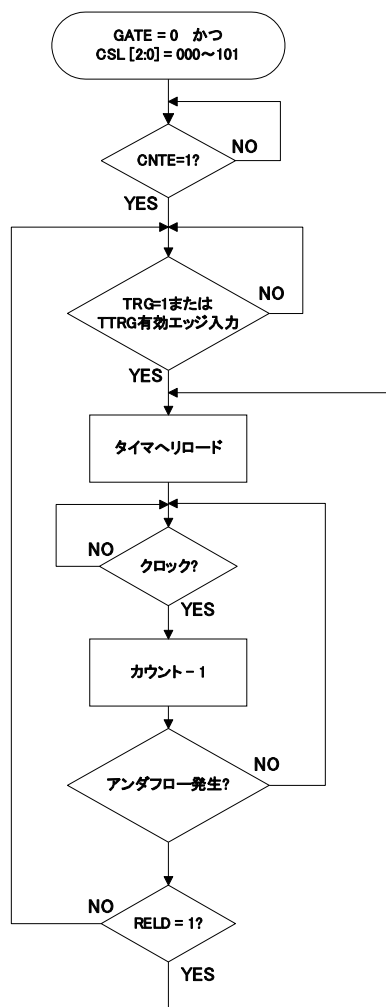 GATE = 0 かつ
CSL [2:0] = 000～101
CNTE=1?
NO
YES
TRG=1または
TTRG有効エッジ入力
NO
YES
タイマへリロード
クロック?
NO
YES
カウント－1
アンダフロー発生?
NO
RELD = 1?
NO
YES